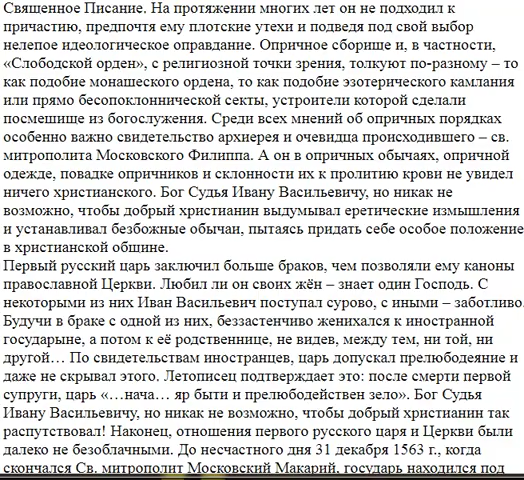 Священное Писание. На протяжении многих лет он не подходил к
причастию, предпочтя ему плотские утехи и подведя под свой выбор
нелепое идеологическое оправдание. Опричное сборище и, в частности,
«Слободской орден», с религиозной точки зрения, толкуют по-разному – то
как подобие монашеского ордена, то как подобие эзотерического камлания
или прямо бесопоклоннической секты, устроители которой сделали
посмешище из богослужения. Среди всех мнений об опричных порядках
особенно важно свидетельство архиерея и очевидца происходившего – св.
митрополита Московского Филиппа. А он в опричных обычаях, опричной
одежде, повадке опричников и склонности их к пролитию крови не увидел
ничего христианского. Бог Судья Ивану Васильевичу, но никак не
возможно, чтобы добрый христианин выдумывал еретические измышления
и устанавливал безбожные обычаи, пытаясь придать себе особое положение
в христианской общине.
Первый русский царь заключил больше браков, чем позволяли ему каноны
православной Церкви. Любил ли он своих жён – знает один Господь. С
некоторыми из них Иван Васильевич поступал сурово, с иными – заботливо.
Будучи в браке с одной из них, беззастенчиво женихался к иностранной
государыне, а потом к её родственнице, не видев, между тем, ни той, ни
другой… По свидетельствам иностранцев, царь допускал прелюбодеяние и
даже не скрывал этого. Летописец подтверждает это: после смерти первой
супруги, царь «…нача… яр быти и прелюбодействен зело». Бог Судья
Ивану Васильевичу, но никак не возможно, чтобы добрый христианин так
распутствовал! Наконец, отношения первого русского царя и Церкви были
далеко не безоблачными. До несчастного дня 31 декабря 1563 г., когда
скончался Св. митрополит Московский Макарий, государь находился под